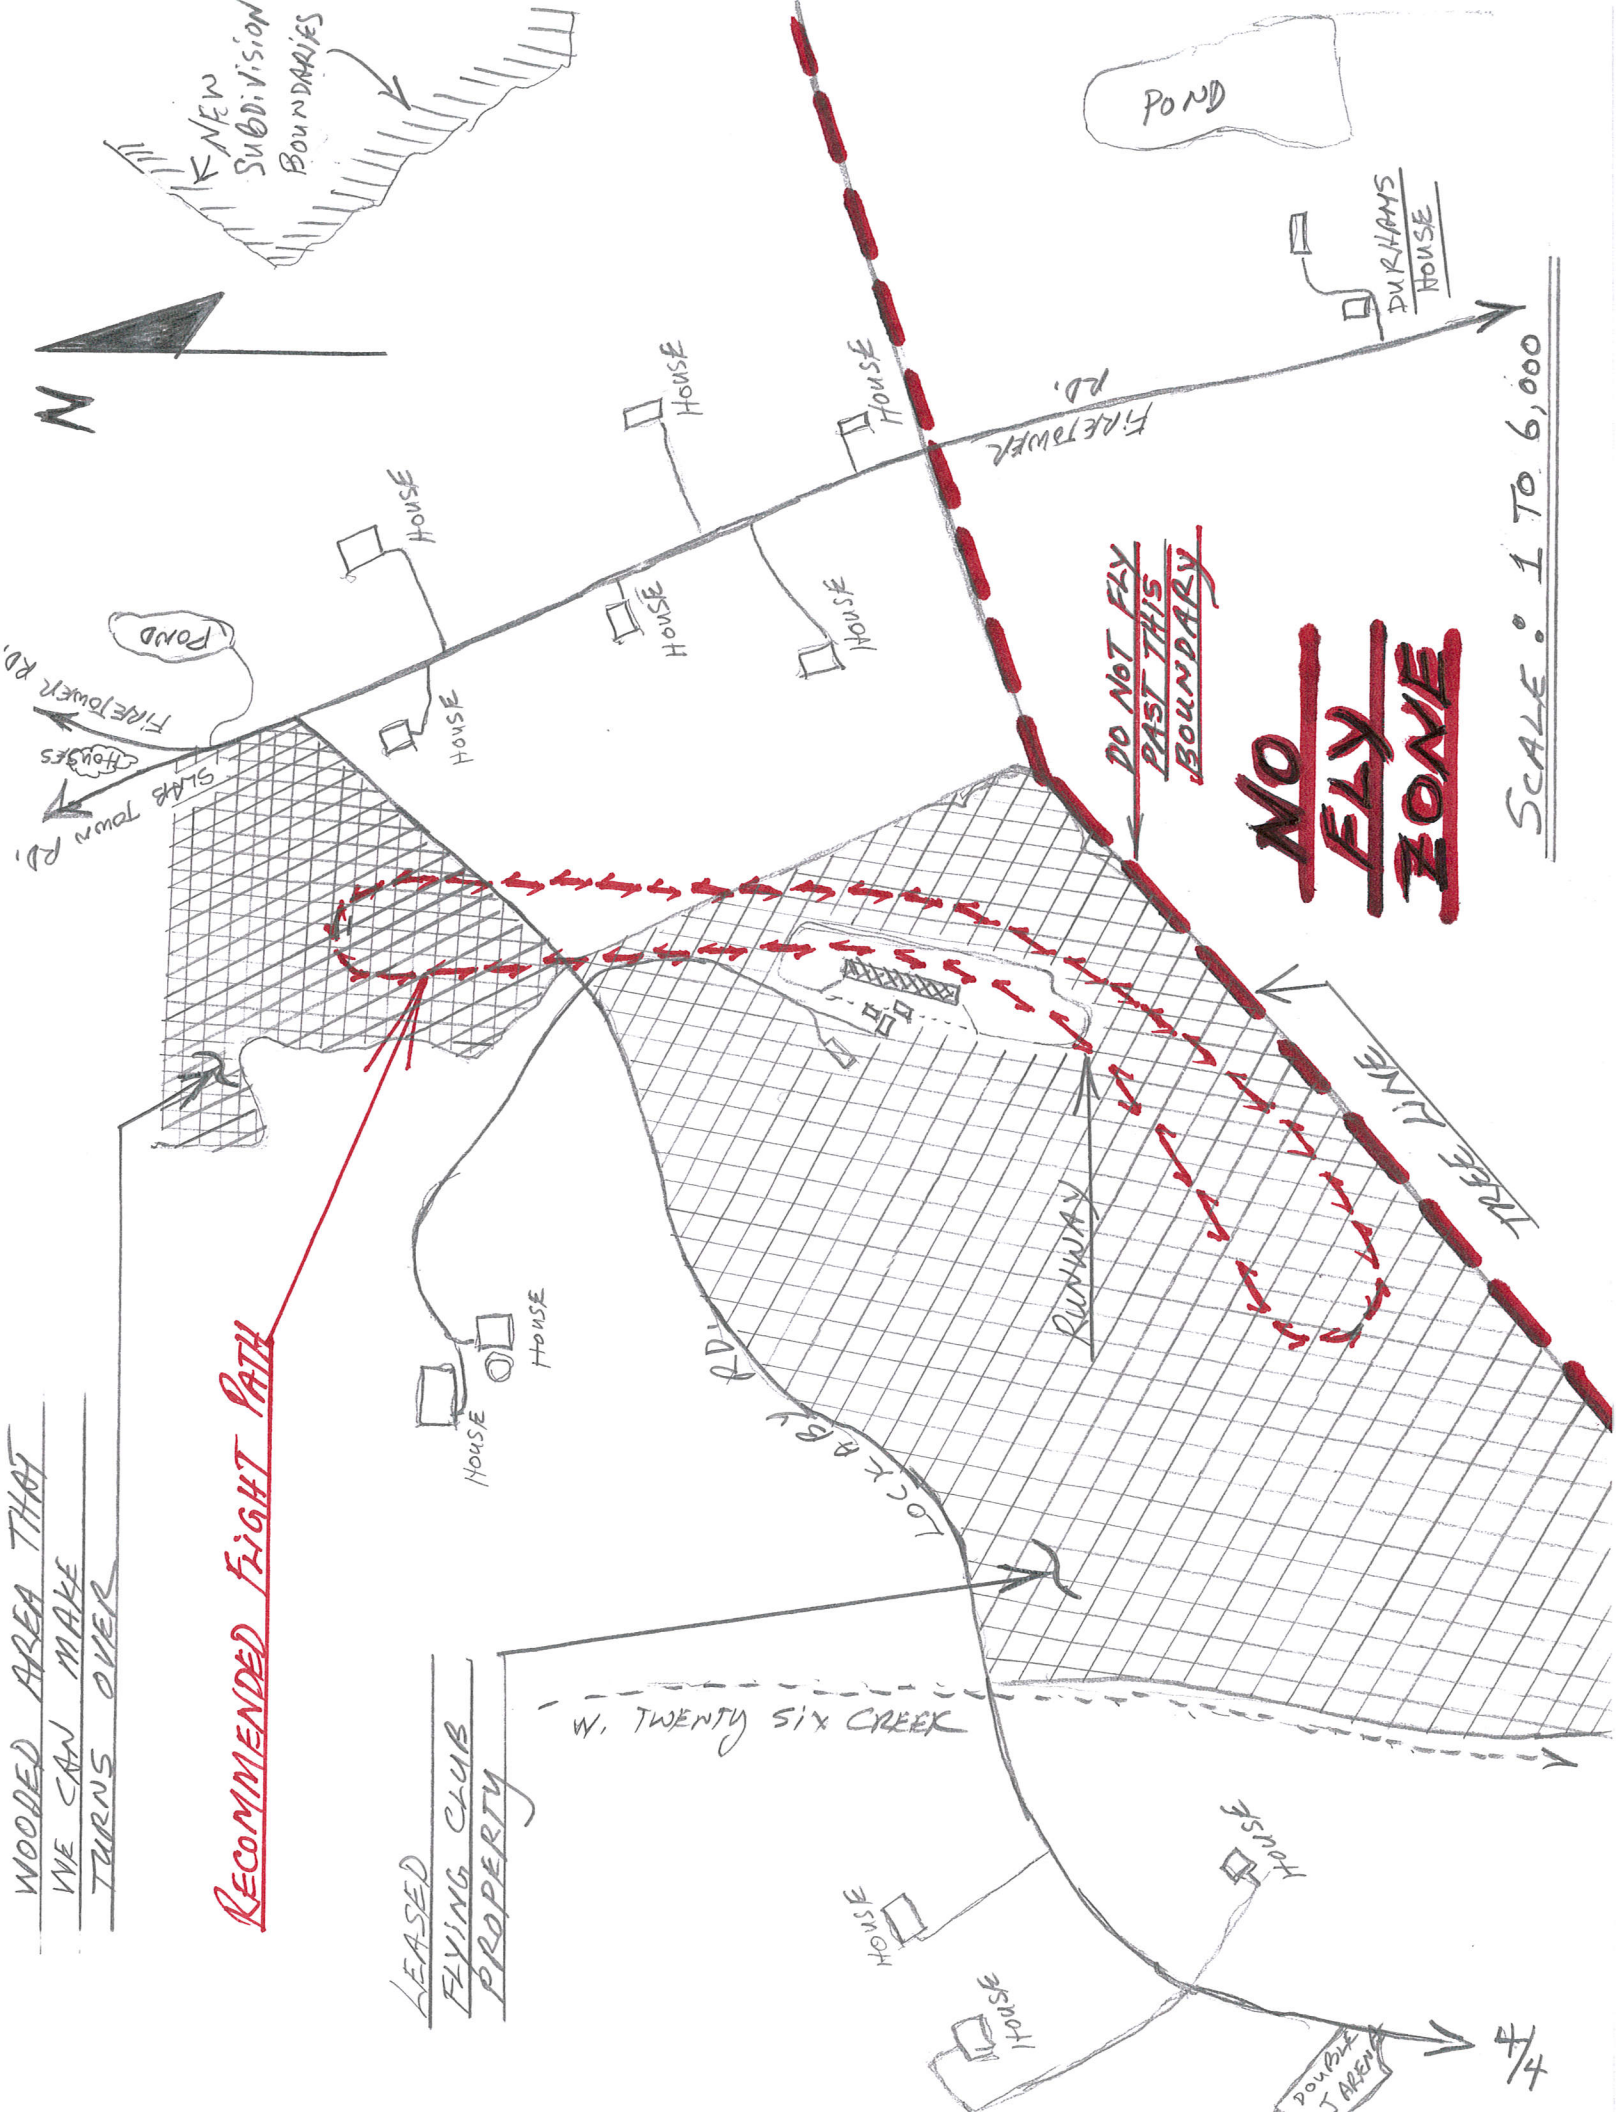 WOODED AREA THAT
WE CAN MAKE
TURNS OVER
RECOMMENDED FLIGHT PATH
LEASED
FLYING CLUB
PROPERTY
N
NEW
SUBDIVISION
BOUNDARIES
TOWN RD.
SLAB
HOUSES
FIRETOWER RD.
POND
HOUSE
HOUSE
HOUSE
HOUSE
HOUSE
HOUSE
HOUSE
HOUSE
FIRETOWER
RD.
POND
DURHAMS
HOUSE
LOCKABY RD.
W. TWENTY SIX CREEK
RUNWAY
DO NOT FLY
PAST THIS
BOUNDARY
NO
FLY
ZONE
TREE LINE
HOUSE
HOUSE
HOUSE
DOUBLE
J ARENA
SCALE: 1 TO 6,000
4/4